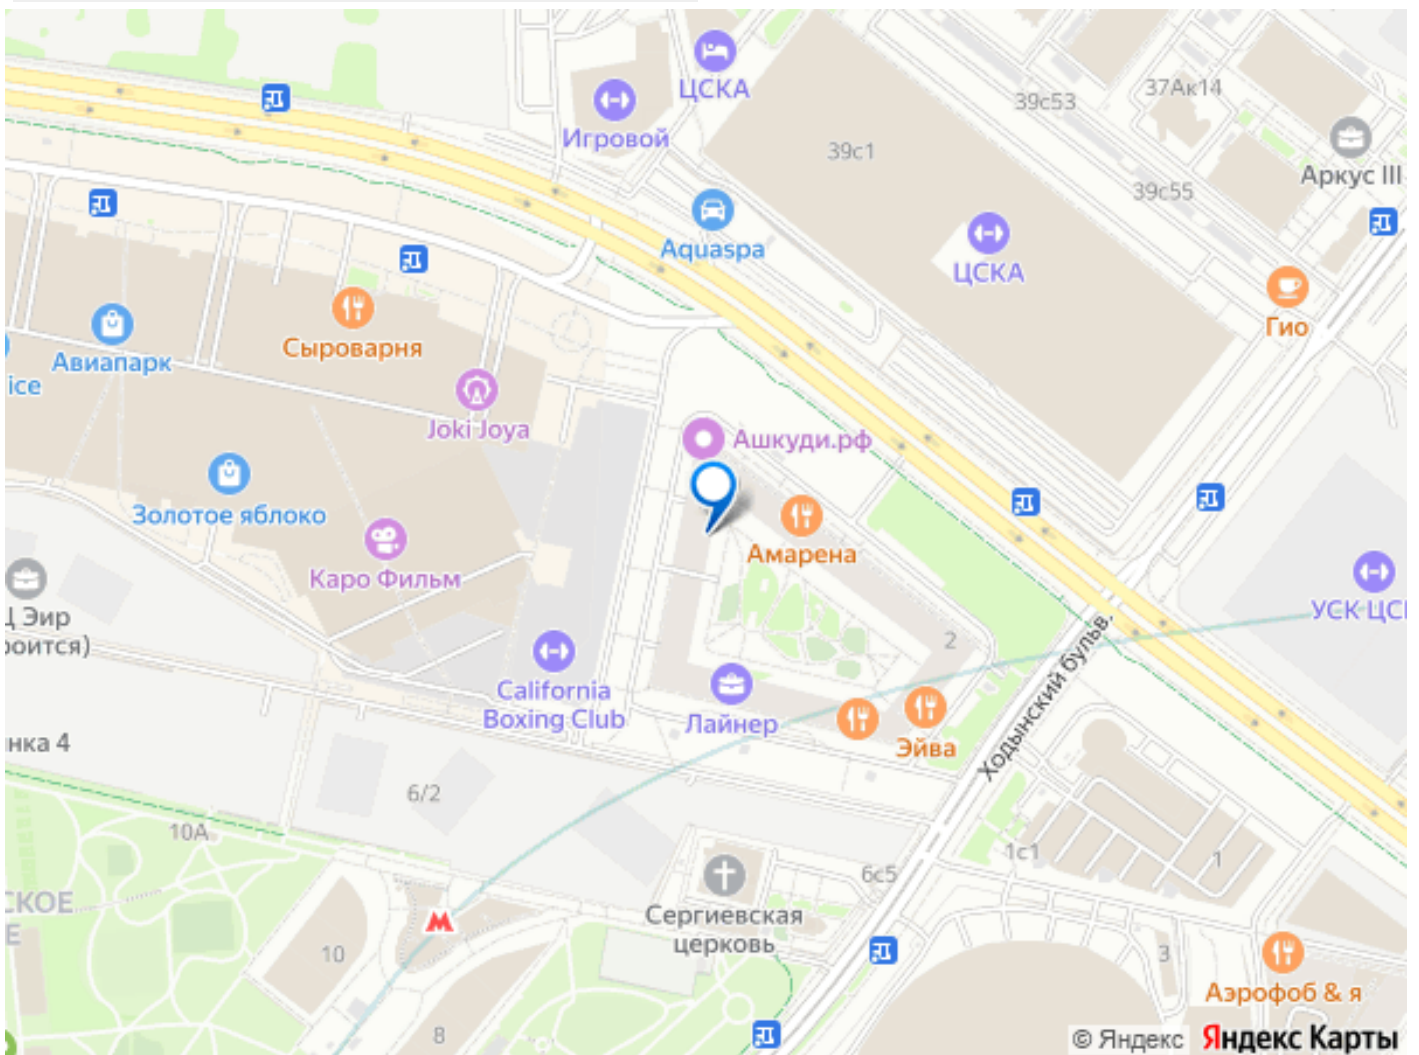 ЦСКА
Игровой
39с53
37Ак14
39с1
Аркус III
39с55
Aquaspa
ЦСКА
Гио
Сыроварня
Авиапарк
ice
Joki Joya
Ашкуди.рф
Золотое яблоко
Амарена
Каро Фильм
УСК ЦСК
Ц Эир
роится)
2
California
Boxing Club
Лайнер
Эйва
Ходынский бульв.
нка 4
6/2
10А
1с1
1
6с5
СКОЕ
Е
М
Сергиевская
церковь
10
3
8
Аэрофоб & я
© Яндекс Яндекс Карты